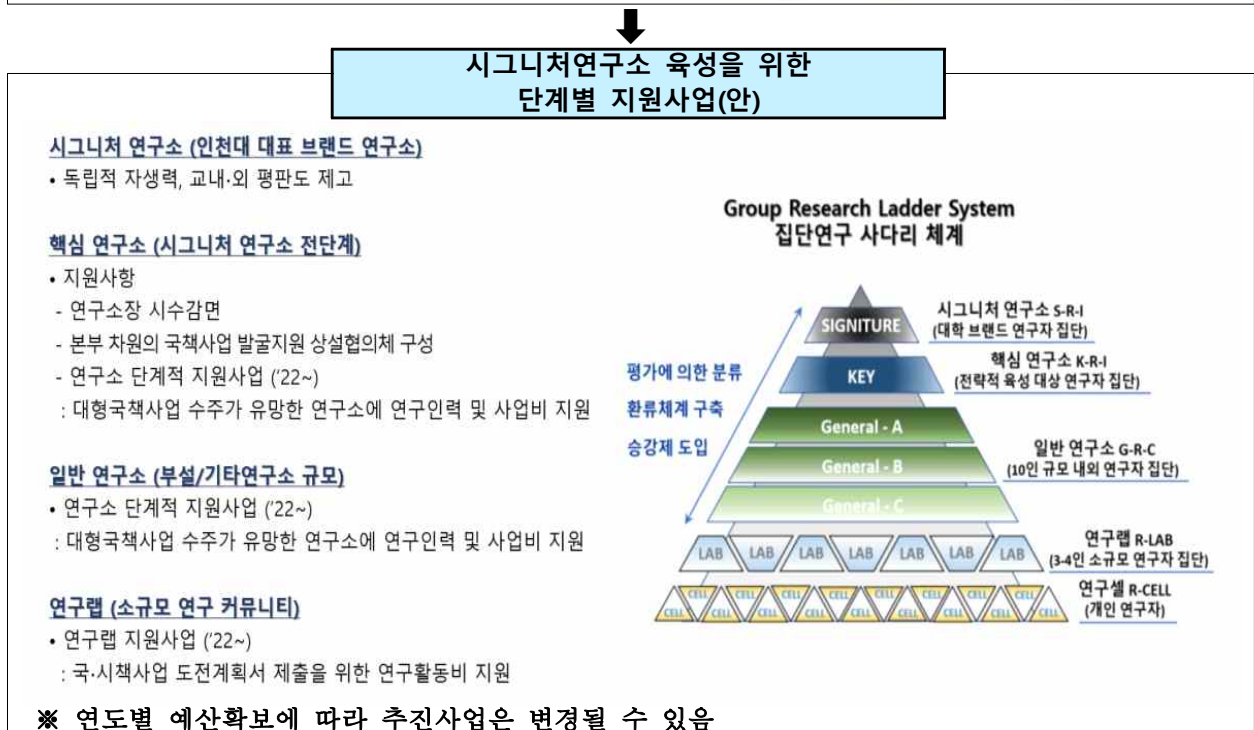 시그니처연구소 육성을 위한
단계별 지원사업(안)
시그니처 연구소 (인천대 대표 브랜드 연구소)
• 독립적 자생력, 교내·외 평판도 제고
핵심 연구소 (시그니처 연구소 전단계)
• 지원사항
- 연구소장 시수감면
- 본부 차원의 국책사업 발굴지원 상설협의체 구성
- 연구소 단계적 지원사업 ('22~)
: 대형국책사업 수주가 유망한 연구소에 연구인력 및 사업비 지원
일반 연구소 (부설/기타연구소 규모)
• 연구소 단계적 지원사업 ('22~)
: 대형국책사업 수주가 유망한 연구소에 연구인력 및 사업비 지원
연구랩 (소규모 연구 커뮤니티)
• 연구랩 지원사업 ('22~)
: 국·시책사업 도전계획서 제출을 위한 연구활동비 지원
Group Research Ladder System
집단연구 사다리 체계
평가에 의한 분류
환류체계 구축
승강제 도입
SIGNITURE
KEY
General - A
General - B
General - C
LAB LAB LAB LAB LAB LAB LAB
CELL CELL CELL CELL CELL CELL CELL CELL
CELL CELL CELL CELL CELL CELL CELL CELL CELL
시그니처 연구소 S-R-I
(대학 브랜드 연구자 집단)
핵심 연구소 K-R-I
(전략적 육성 대상 연구자 집단)
일반 연구소 G-R-C
(10인 규모 내외 연구자 집단)
연구랩 R-LAB
(3-4인 소규모 연구자 집단)
연구셀 R-CELL
(개인 연구자)
※ 연도별 예산확보에 따라 추진사업은 변경될 수 있음